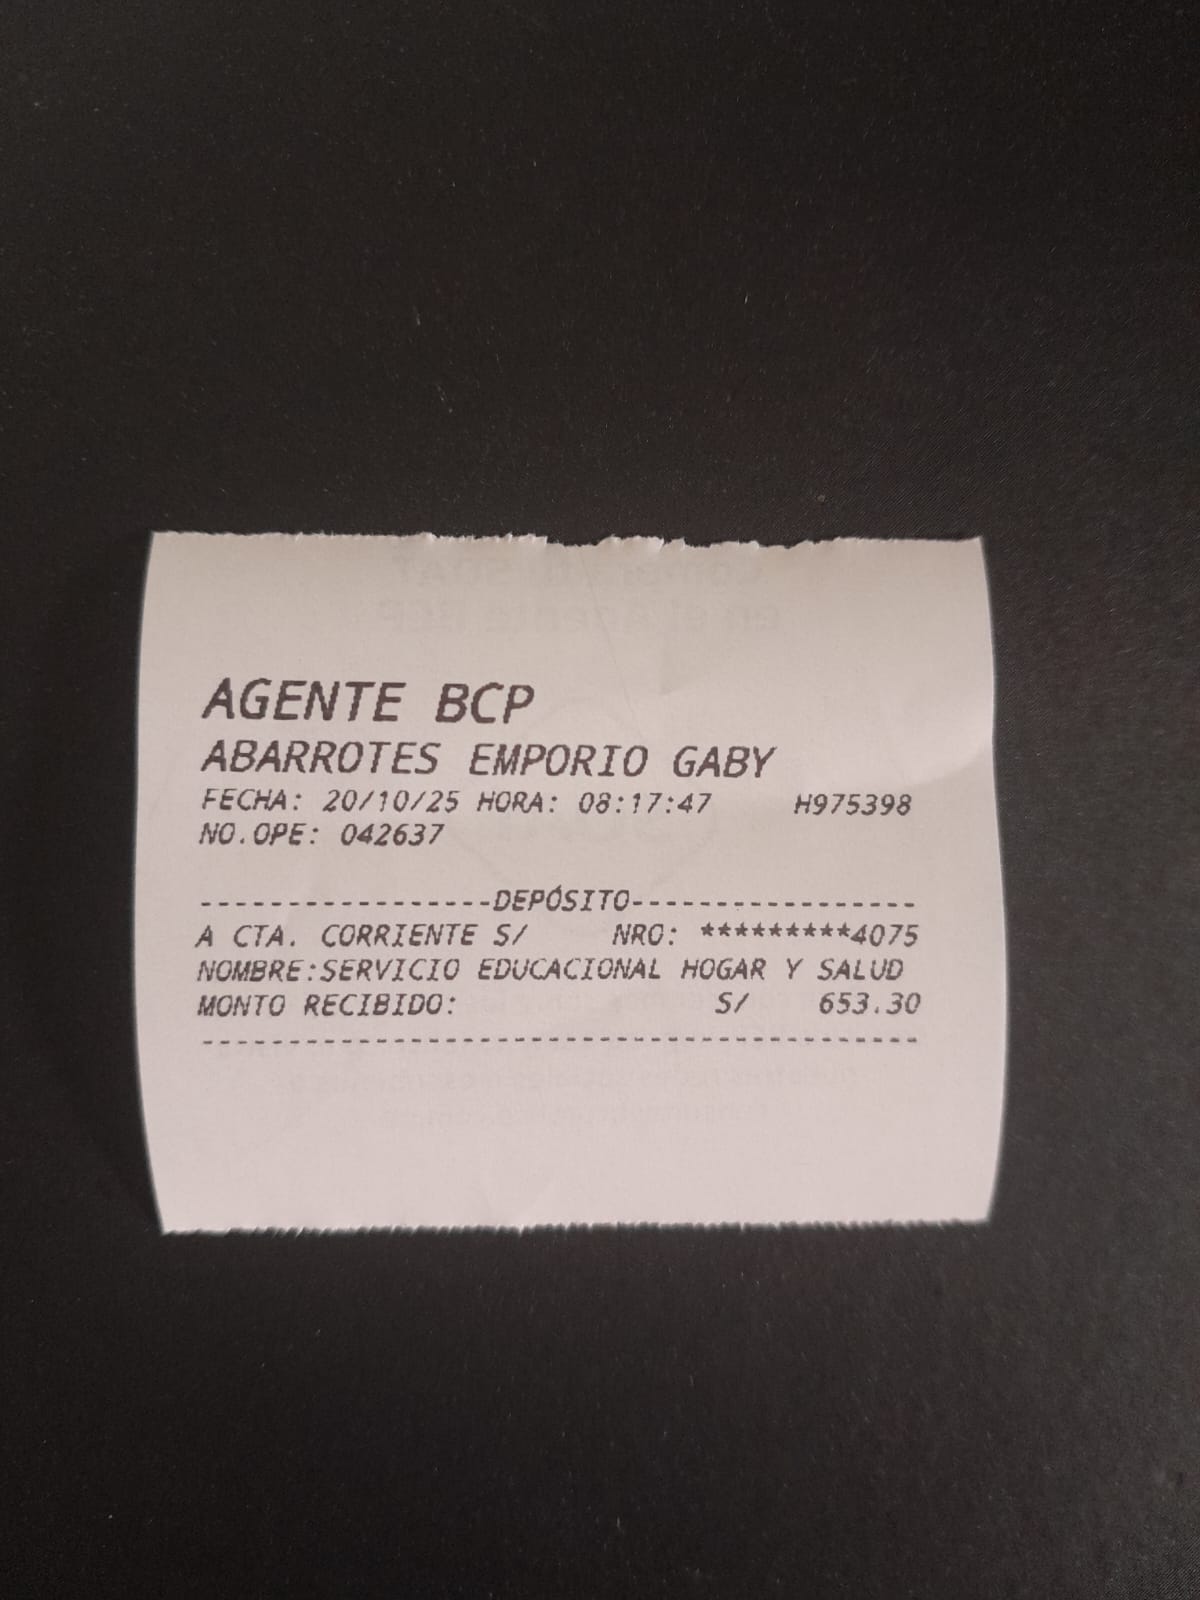 AGENTE BCP
ABARROTES EMPORIO GABY
FECHA: 20/10/25 HORA: 08:17:47 H975398
NO.OPE: 042637
-----------------DEPÓSITO-----------------
A CTA. CORRIENTE S/ NRO: *********4075
NOMBRE:SERVICIO EDUCACIONAL HOGAR Y SALUD
MONTO RECIBIDO: S/ 653.30
------------------------------------------